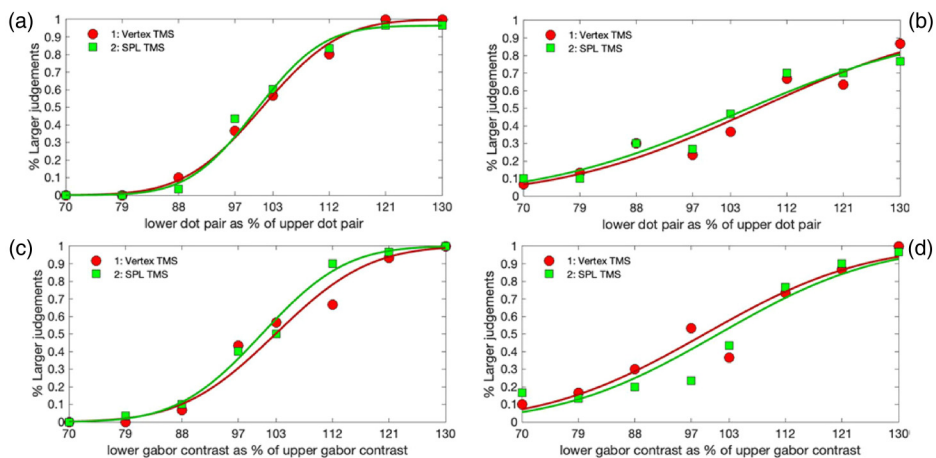 (a)
1: Vertex TMS
2: SPL TMS
% Larger judgements
1
0.9
0.8
0.7
0.6
0.5
0.4
0.3
0.2
0.1
0
70 79 88 97 103 112 121 130
lower dot pair as % of upper dot pair
(b)
1: Vertex TMS
2: SPL TMS
% Larger judgements
1
0.9
0.8
0.7
0.6
0.5
0.4
0.3
0.2
0.1
0
70 79 88 97 103 112 121 130
lower dot pair as % of upper dot pair
(c)
1: Vertex TMS
2: SPL TMS
% Larger judgements
1
0.9
0.8
0.7
0.6
0.5
0.4
0.3
0.2
0.1
0
70 79 88 97 103 112 121 130
lower gabor contrast as % of upper gabor contrast
(d)
1: Vertex TMS
2: SPL TMS
% Larger judgements
1
0.9
0.8
0.7
0.6
0.5
0.4
0.3
0.2
0.1
0
70 79 88 97 103 112 121 130
lower gabor contrast as % of upper gabor contrast